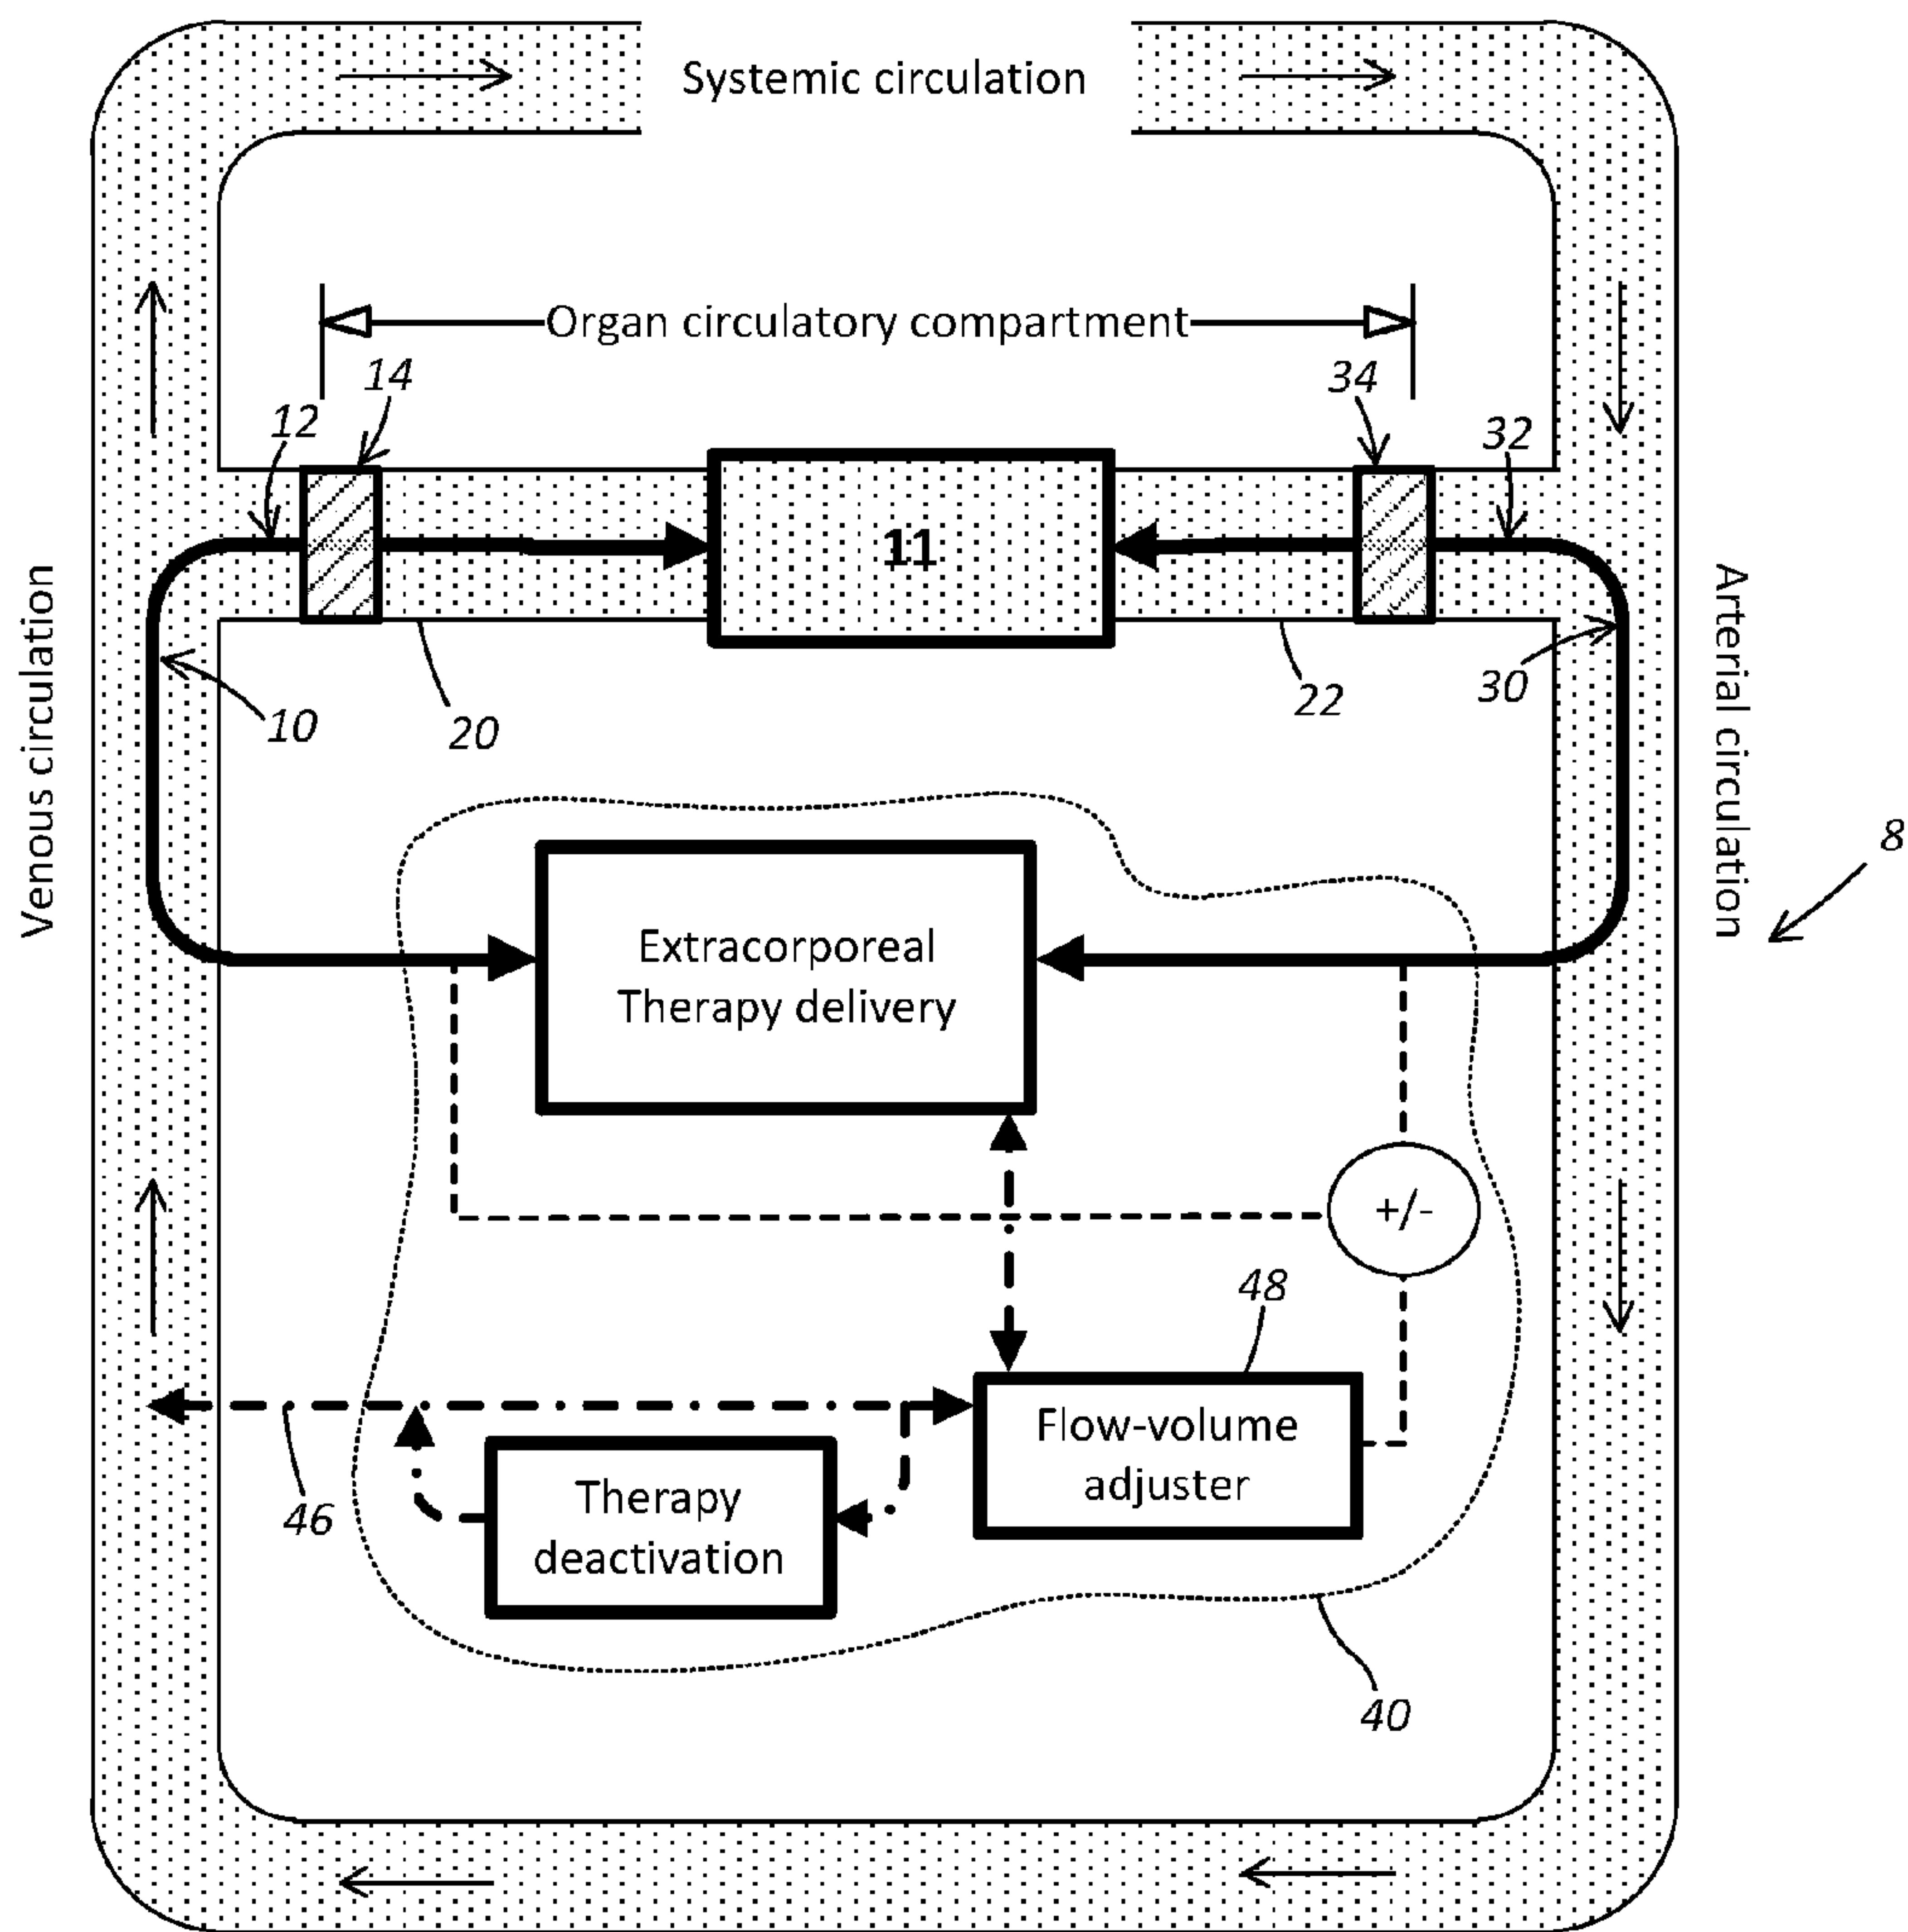 Systemic circulation
Organ circulatory compartment
14
34
12
32
11
10
20
22
30
Venous circulation
Arterial circulation
8
Extracorporeal
Therapy delivery
+/-
48
Flow-volume
adjuster
46
Therapy
deactivation
40